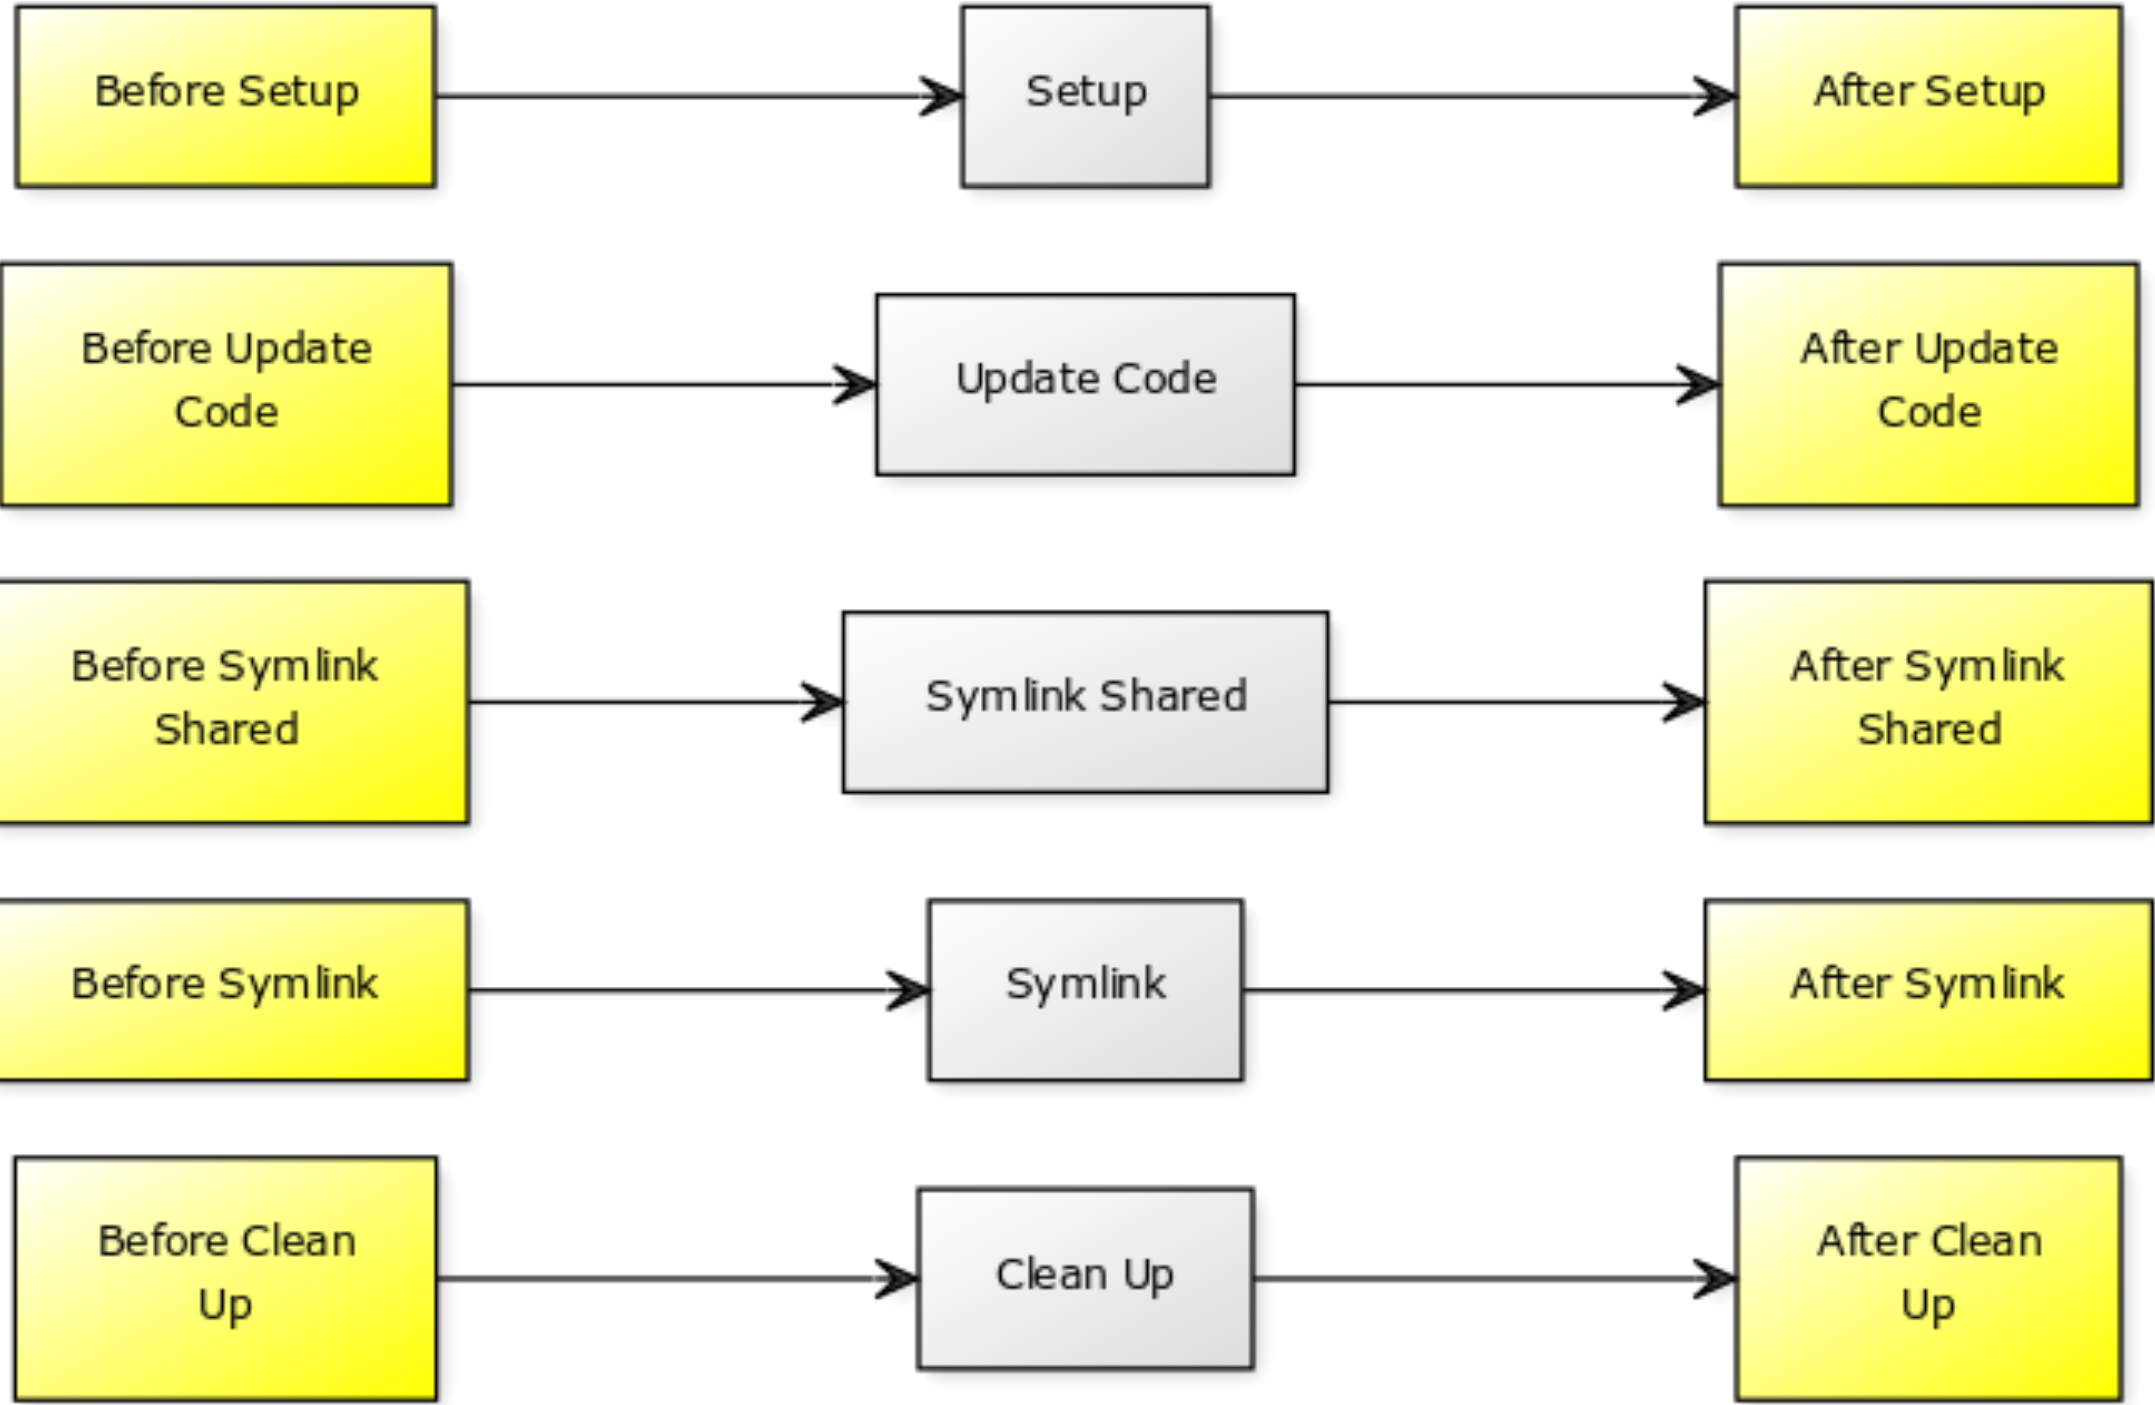 Before Setup
Setup
After Setup
Before Update
Code
Update Code
After Update
Code
Before Symlink
Shared
Symlink Shared
After Symlink
Shared
Before Symlink
Symlink
After Symlink
Before Clean
Up
Clean Up
After Clean
Up